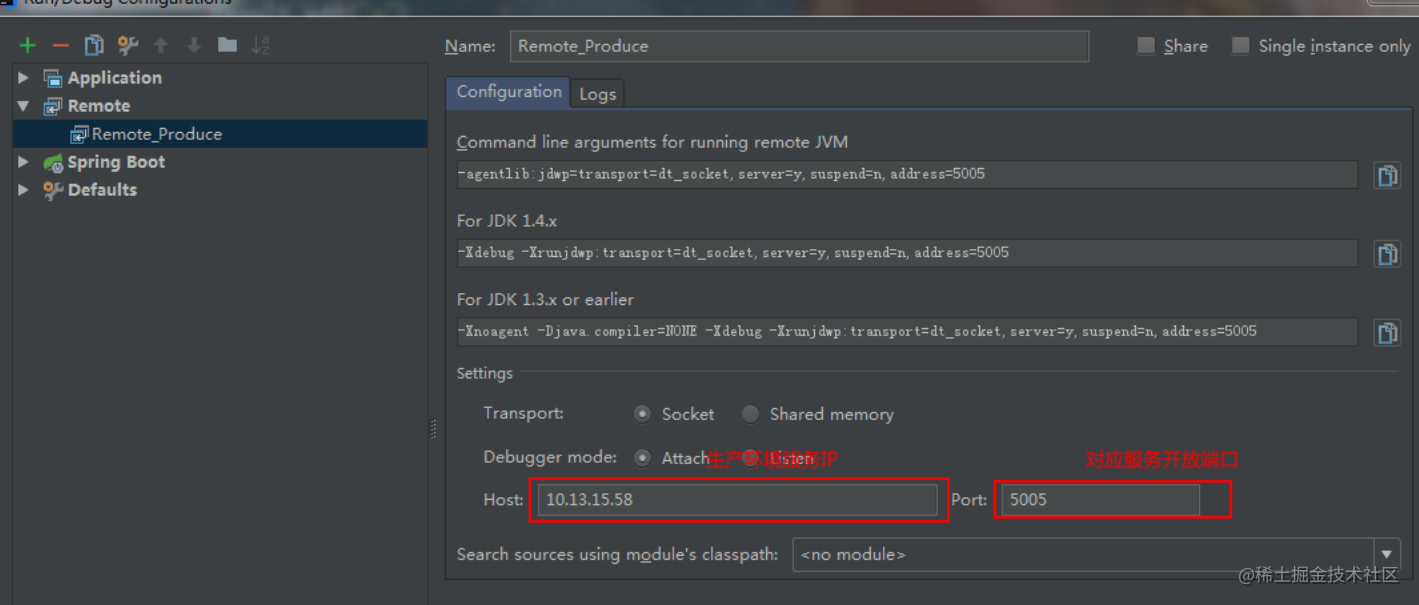 Run/Debug Configurations
Name: Remote_Produce Share Single instance only
Application
Remote
Remote_Produce
Spring Boot
Defaults
Configuration Logs
Command line arguments for running remote JVM
-agentlib:jdwp=transport=dt_socket,server=y,suspend=n,address=5005
For JDK 1.4.x
-Xdebug -Xrunjdwp:transport=dt_socket,server=y,suspend=n,address=5005
For JDK 1.3.x or earlier
-Xnoagent -Djava.compiler=NONE -Xdebug -Xrunjdwp:transport=dt_socket,server=y,suspend=n,address=5005
Settings
Transport: Socket Shared memory
Debugger mode: Attach Listen
生产环境服务IP 对应服务开放端口
Host: 10.13.15.58 Port: 5005
Search sources using module's classpath: <no module>
@稀土掘金技术社区